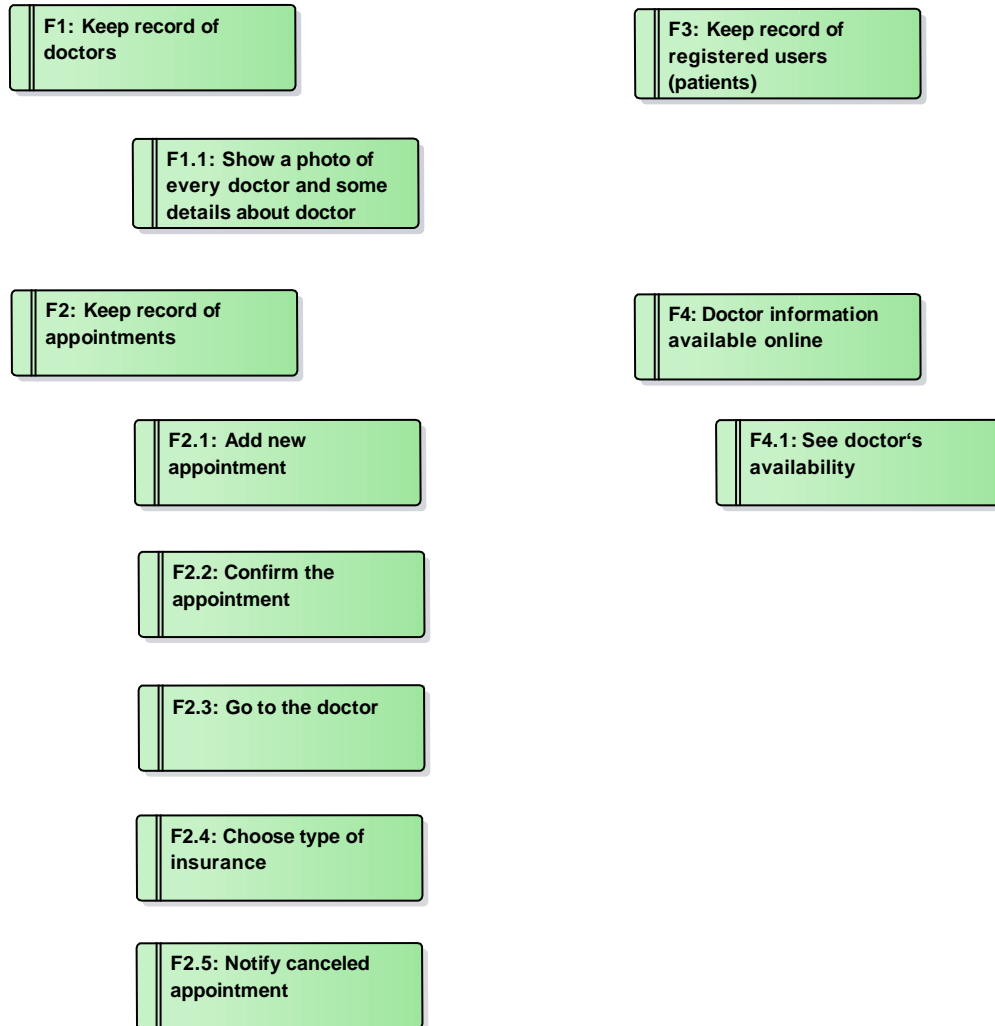 F1: Keep record of
doctors
F3: Keep record of
registered users
(patients)
F1.1: Show a photo of
every doctor and some
details about doctor
F2: Keep record of
appointments
F4: Doctor information
available online
F2.1: Add new
appointment
F4.1: See doctor‘s
availability
F2.2: Confirm the
appointment
F2.3: Go to the doctor
F2.4: Choose type of
insurance
F2.5: Notify canceled
appointment